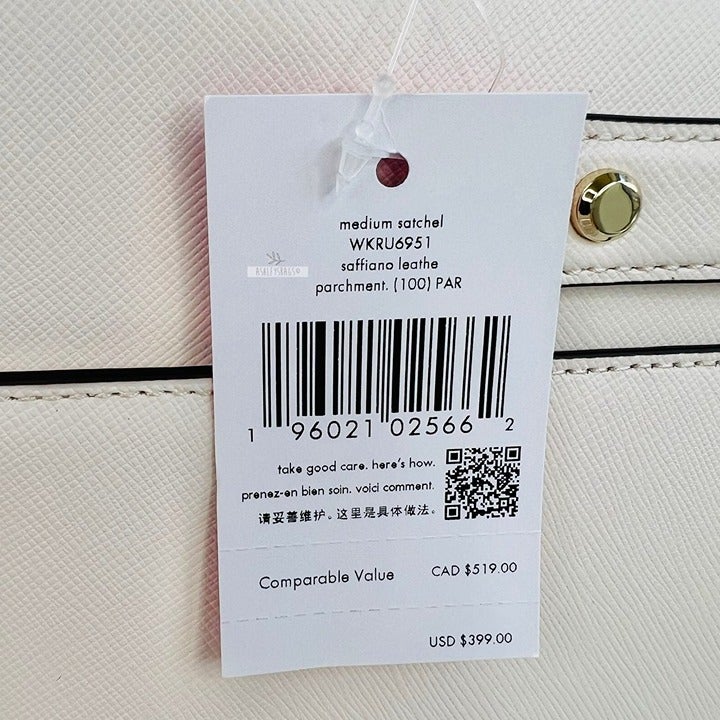 medium satchel
WKRU6951
saffiano leathe
parchment. (100) PAR
ASHLEYSBAGS©
1 96021 02566 2
take good care. here's how.
prenez-en bien soin. voici comment.
请妥善维护。这里是具体做法。
Comparable Value CAD $519.00
USD $399.00